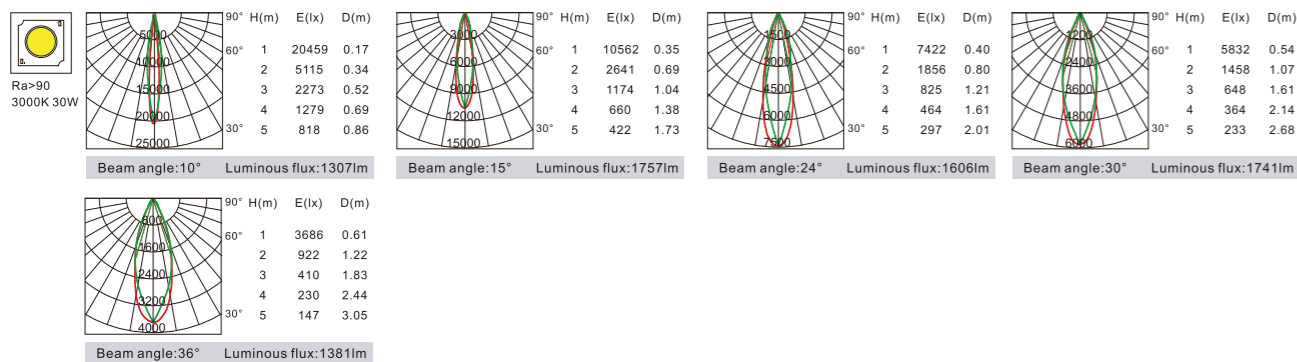 Ra>90
3000K 30W
90° H(m) E(lx) D(m)
5000
60° 1 20459 0.17
10000 2 5115 0.34
15000 3 2273 0.52
20000 4 1279 0.69
30° 5 818 0.86
25000
Beam angle:10° Luminous flux:1307lm
90° H(m) E(lx) D(m)
3000
60° 1 10562 0.35
6000 2 2641 0.69
9000 3 1174 1.04
12000 4 660 1.38
30° 5 422 1.73
15000
Beam angle:15° Luminous flux:1757lm
90° H(m) E(lx) D(m)
1500
60° 1 7422 0.40
3000 2 1856 0.80
4500 3 825 1.21
6000 4 464 1.61
30° 5 297 2.01
7500
Beam angle:24° Luminous flux:1606lm
90° H(m) E(lx) D(m)
1200
60° 1 5832 0.54
2400 2 1458 1.07
3600 3 648 1.61
4800 4 364 2.14
30° 5 233 2.68
6000
Beam angle:30° Luminous flux:1741lm
90° H(m) E(lx) D(m)
800
60° 1 3686 0.61
1600 2 922 1.22
2400 3 410 1.83
3200 4 230 2.44
30° 5 147 3.05
4000
Beam angle:36° Luminous flux:1381lm